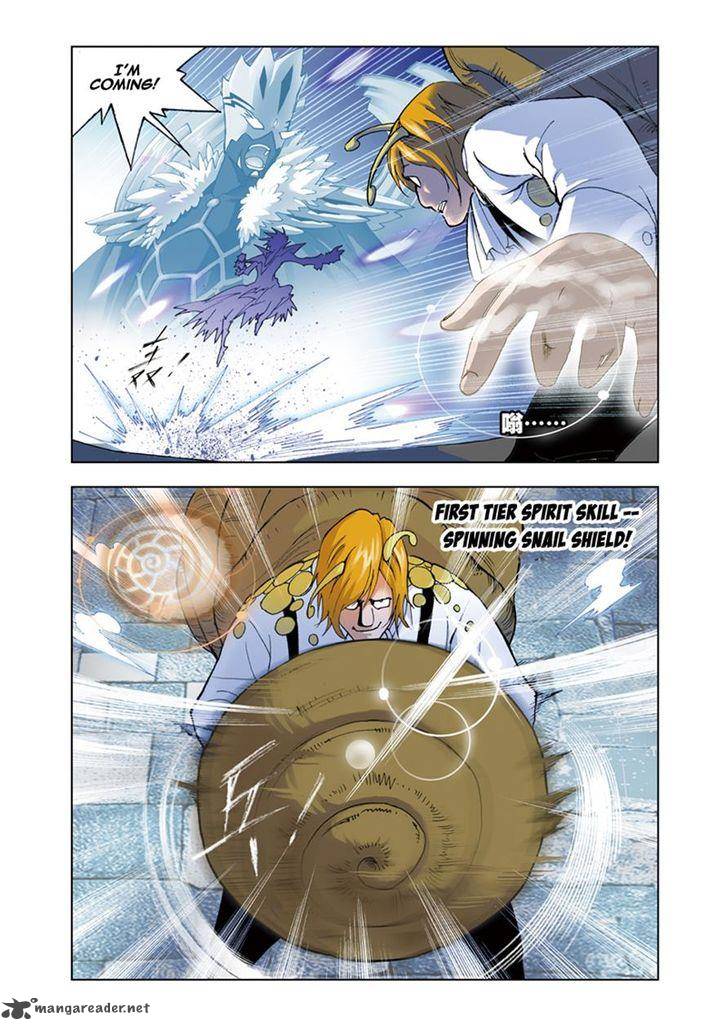 I'M
COMING!
嗡……
FIRST TIER SPIRIT SKILL --
SPINNING SNAIL SHIELD!
mangareader.net